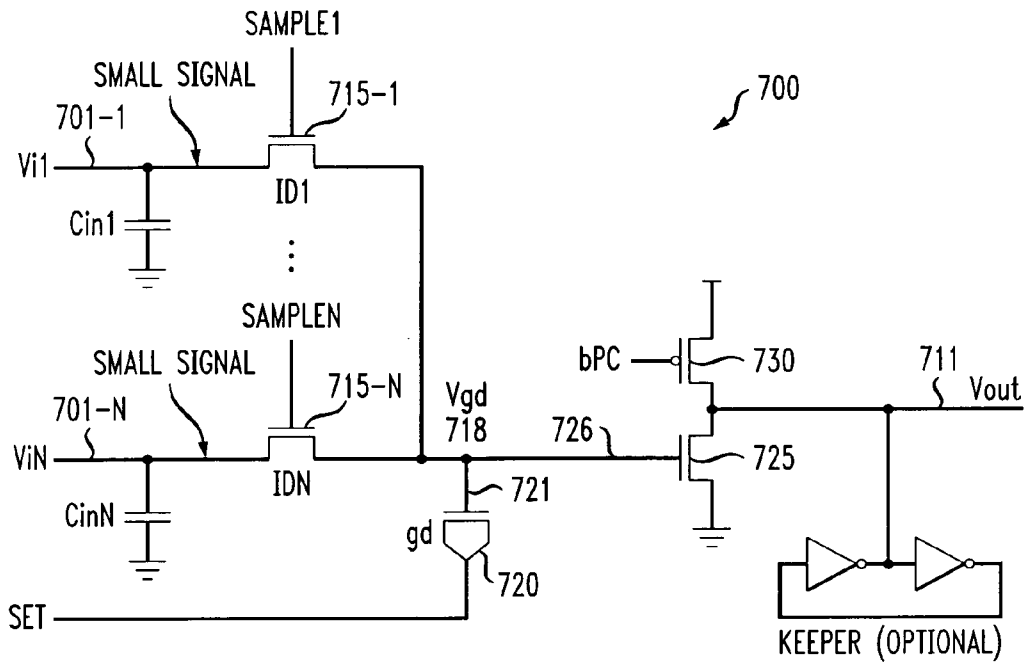 SAMPLE1
SMALL SIGNAL
715-1
700
701-1
Vi1
ID1
Cin1
SAMPLEN
SMALL SIGNAL
715-N
bPC
730
711
Vout
701-N
Vgd
718
726
725
ViN
IDN
721
CinN
gd
720
SET
KEEPER (OPTIONAL)